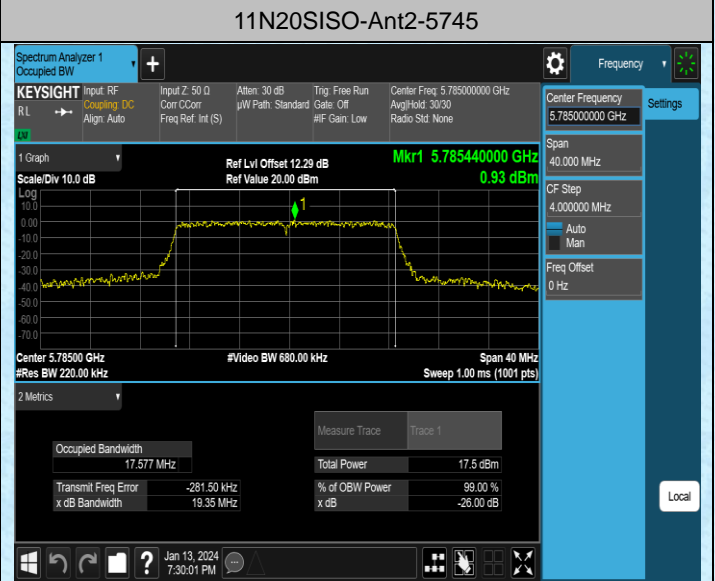 11N20SISO-Ant2-5745
Spectrum Analyzer 1
Occupied BW
+
Frequency
KEYSIGHT
RL
Input: RF
Coupling: DC
Align: Auto
Input Z: 50 Ω
Corr CCorr
Freq Ref: Int (S)
Atten: 30 dB
µW Path: Standard
Trig: Free Run
Gate: Off
#IF Gain: Low
Center Freq: 5.785000000 GHz
Avg|Hold: 30/30
Radio Std: None
LXI
1 Graph
Scale/Div 10.0 dB
Ref Lvl Offset 12.29 dB
Ref Value 20.00 dBm
Mkr1 5.785440000 GHz
0.93 dBm
Log
10.0
0.00
-10.0
-20.0
-30.0
-40.0
-50.0
-60.0
-70.0
1
Center 5.78500 GHz
#Video BW 680.00 kHz
Span 40 MHz
#Res BW 220.00 kHz
Sweep 1.00 ms (1001 pts)
2 Metrics
Measure Trace
Trace 1
Occupied Bandwidth
17.577 MHz
Total Power
17.5 dBm
Transmit Freq Error
-281.50 kHz
% of OBW Power
99.00 %
x dB Bandwidth
19.35 MHz
x dB
-26.00 dB
Center Frequency
5.785000000 GHz
Settings
Span
40.000 MHz
CF Step
4.000000 MHz
Auto
Man
Freq Offset
0 Hz
Local
?
Jan 13, 2024
7:30:01 PM